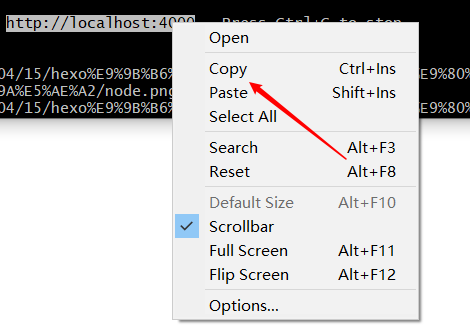 http://localhost:4000 Press Ctrl+C to stop
Open
04/15/hexo%E9%9B%B6% Copy Ctrl+Ins E9%80%
9A%E5%AE%A2/node.png Paste Shift+Ins
04/15/hexo%E9%9B%B6% Select All E9%80%
Search Alt+F3
Reset Alt+F8
Default Size Alt+F10
Scrollbar
Full Screen Alt+F11
Flip Screen Alt+F12
Options...